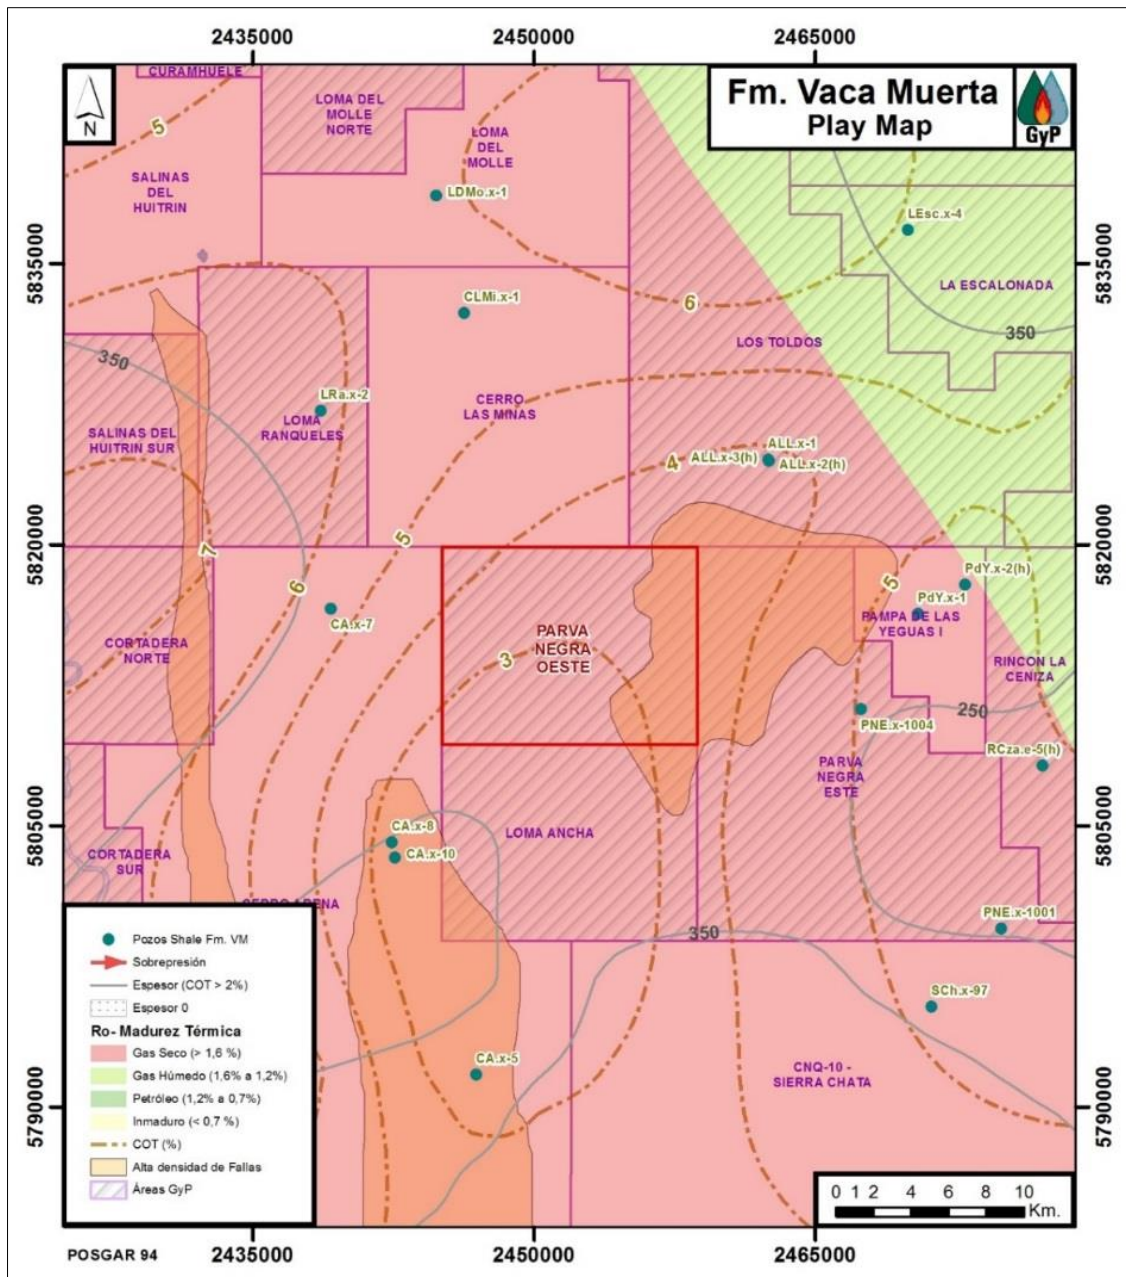 2435000
2450000
2465000
Fm. Vaca Muerta
Play Map
GyP
N
CURAMHUELE
LOMA DEL
MOLLE
NORTE
LOMA
DEL
MOLLE
5
SALINAS
DEL
HUITRIN
LDMo.x-1
LEsc.x-4
5835000
5835000
LA ESCALONADA
CLMi.x-1
6
350
LOS TOLDOS
350
LRa.x-2
CERRO
LAS MINAS
LOMA
RANQUELES
SALINAS DEL
HUITRIN SUR
ALL.x-1
ALL.x-3(h)
ALL.x-2(h)
4
5
7
5820000
5820000
6
5
PdY.x-2(h)
PdY.x-1
CA.x-7
PAMPA DE LAS
YEGUAS I
PARVA
NEGRA
OESTE
CORTADERA
NORTE
3
RINCON LA
CENIZA
250
PNE.x-1004
RCza.e-5(h)
PARVA
NEGRA
ESTE
5805000
5805000
CA.x-8
CA.x-10
LOMA ANCHA
CORTADERA
SUR
PNE.x-1001
350
SCh.x-97
CA.x-5
CNQ-10 -
SIERRA CHATA
5790000
5790000
Pozos Shale Fm. VM
Sobrepresión
Espesor (COT > 2%)
Espesor 0
Ro- Madurez Térmica
Gas Seco (> 1,6 %)
Gas Húmedo (1,6% a 1,2%)
Petróleo (1,2% a 0,7%)
Inmaduro (< 0,7 %)
COT (%)
Alta densidad de Fallas
Áreas GyP
0 1 2 4 6 8 10
Km.
POSGAR 94
2435000
2450000
2465000